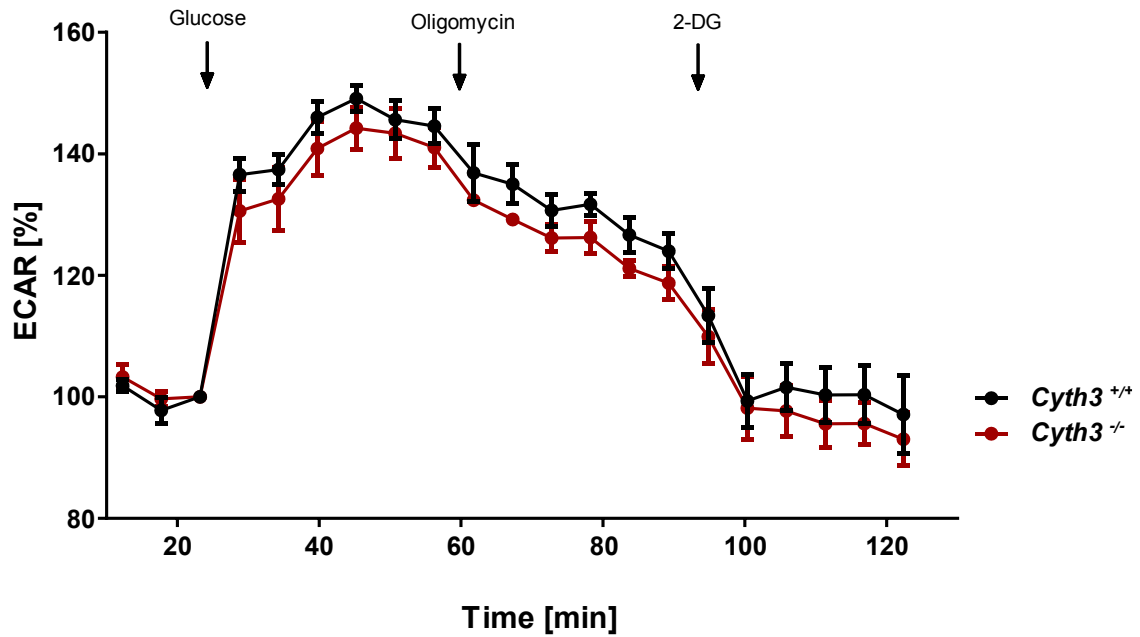 Glucose
Oligomycin
2-DG
160
140
120
100
80
ECAR [%]
20
40
60
80
100
120
Time [min]
Cyth3 +/+
Cyth3 -/-